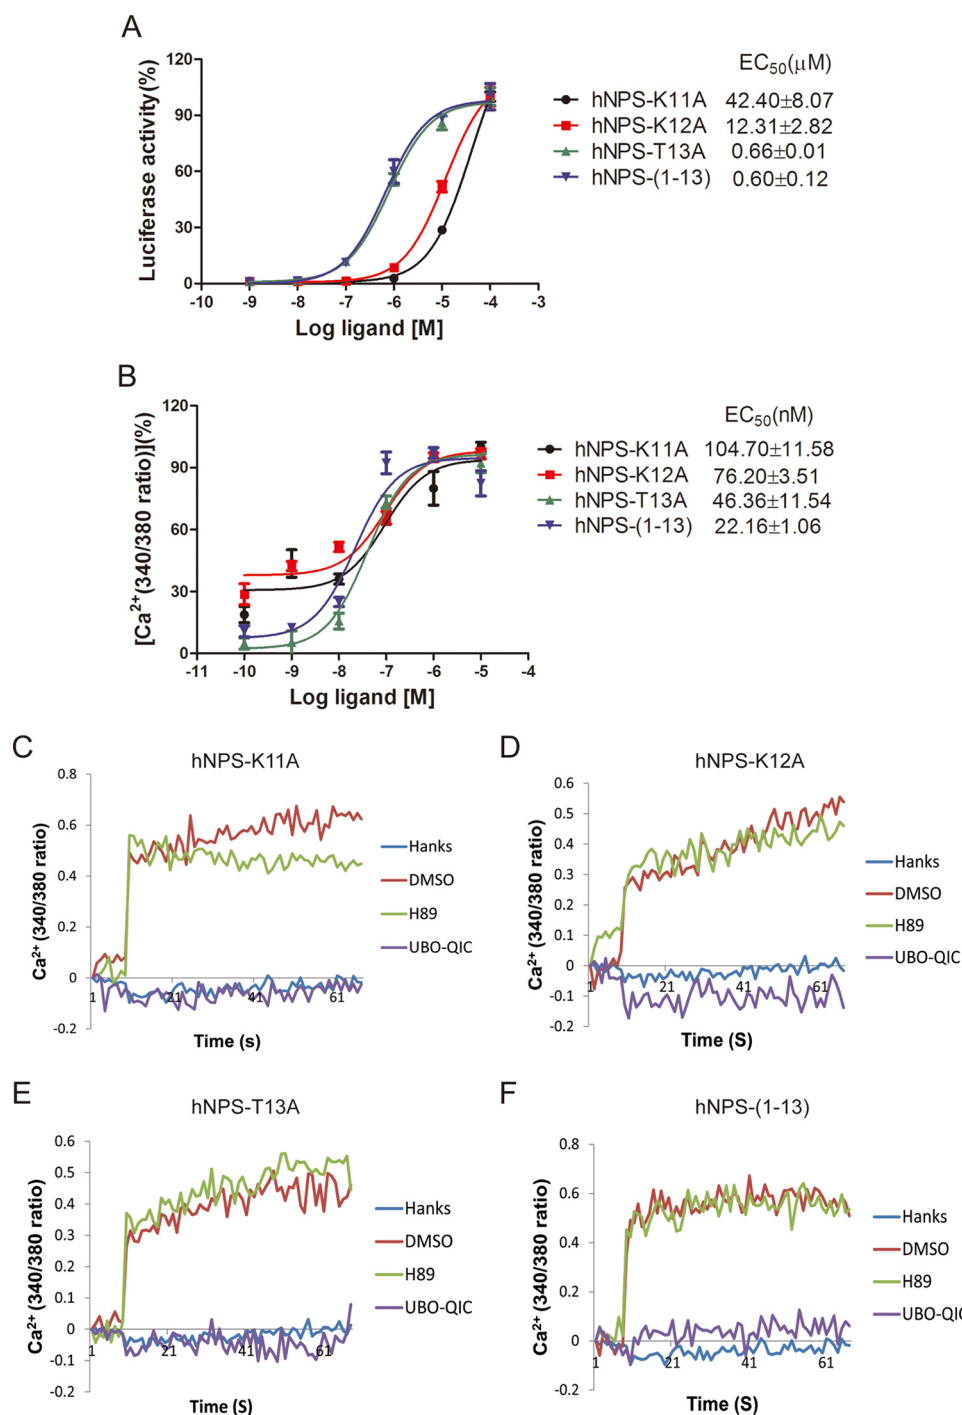 A
Luciferase activity(%)
120
90
60
30
0
-10 -9 -8 -7 -6 -5 -4 -3
Log ligand [M]
EC50(μM)
hNPS-K11A 42.40±8.07
hNPS-K12A 12.31±2.82
hNPS-T13A 0.66±0.01
hNPS-(1-13) 0.60±0.12
B
[Ca²⁺(340/380 ratio)](%)
120
90
60
30
0
-11 -10 -9 -8 -7 -6 -5 -4
Log ligand [M]
EC50(nM)
hNPS-K11A 104.70±11.58
hNPS-K12A 76.20±3.51
hNPS-T13A 46.36±11.54
hNPS-(1-13) 22.16±1.06
C
hNPS-K11A
Ca²⁺ (340/380 ratio)
0.8
0.6
0.4
0.2
0
-0.2
1 21 41 61
Time (s)
Hanks
DMSO
H89
UBO-QIC
D
hNPS-K12A
Ca²⁺ (340/380 ratio)
0.6
0.5
0.4
0.3
0.2
0.1
0
-0.1
-0.2
1 21 41 61
Time (S)
Hanks
DMSO
H89
UBO-QIC
E
hNPS-T13A
Ca²⁺ (340/380 ratio)
0.6
0.5
0.4
0.3
0.2
0.1
0
-0.1
-0.2
1 21 41 61
Time (S)
Hanks
DMSO
H89
UBO-QIC
F
hNPS-(1-13)
Ca²⁺ (340/380 ratio)
0.8
0.6
0.4
0.2
0
-0.2
1 21 41 61
Time (S)
Hanks
DMSO
H89
UBO-QIC